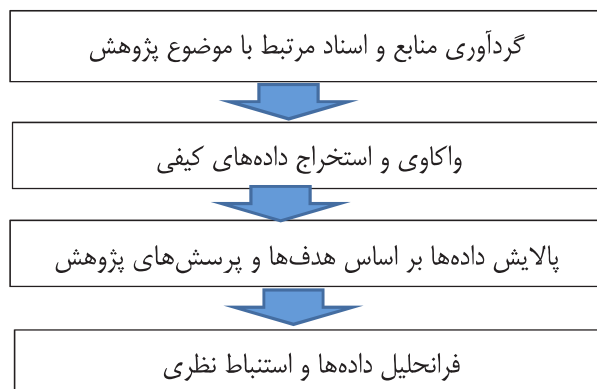 گردآوری منابع و اسناد مرتبط با موضوع پژوهش
واکاوی و استخراج داده‌های کیفی
پالایش داده‌ها بر اساس هدف‌ها و پرسش‌های پژوهش
فرانحلیل داده‌ها و استنباط نظری